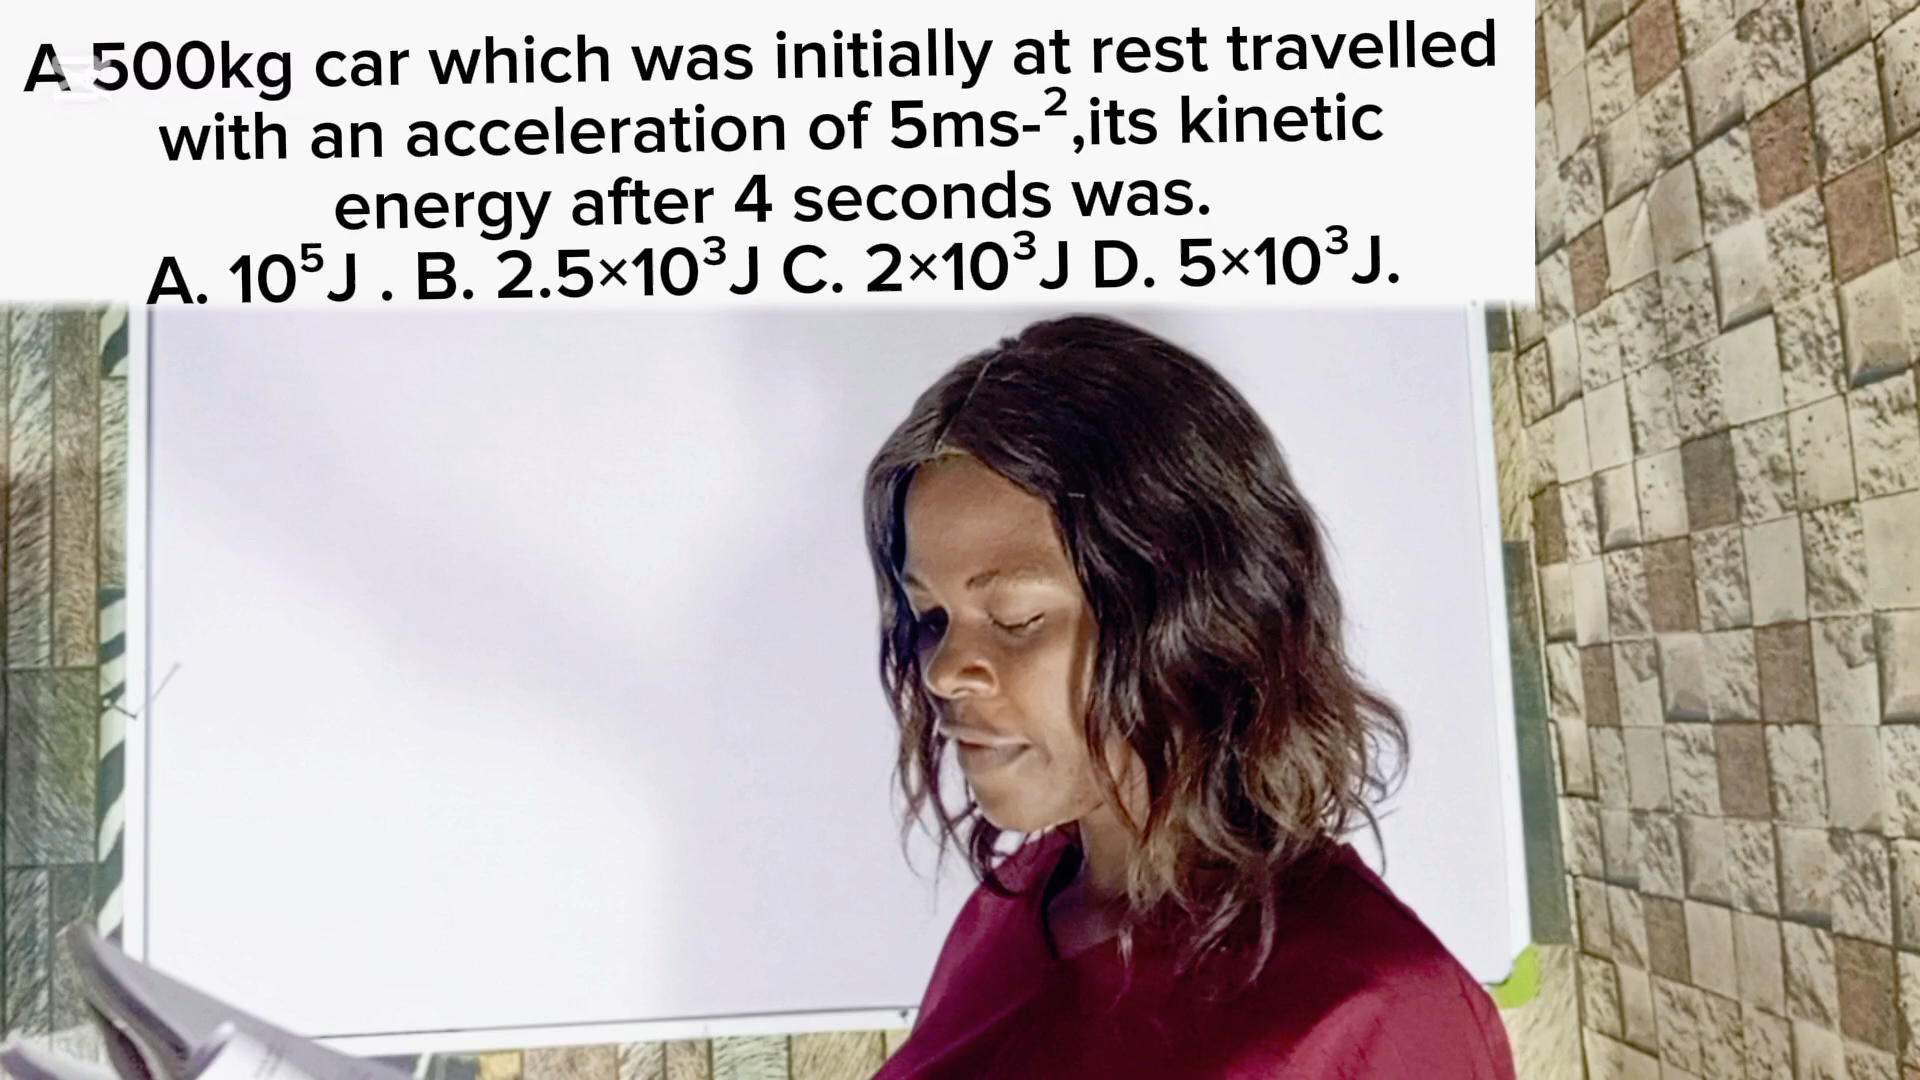 A 500kg car which was initially at rest travelled
with an acceleration of 5ms-²,its kinetic
energy after 4 seconds was.
A. 10⁵J . B. 2.5×10³J C. 2×10³J D. 5×10³J.